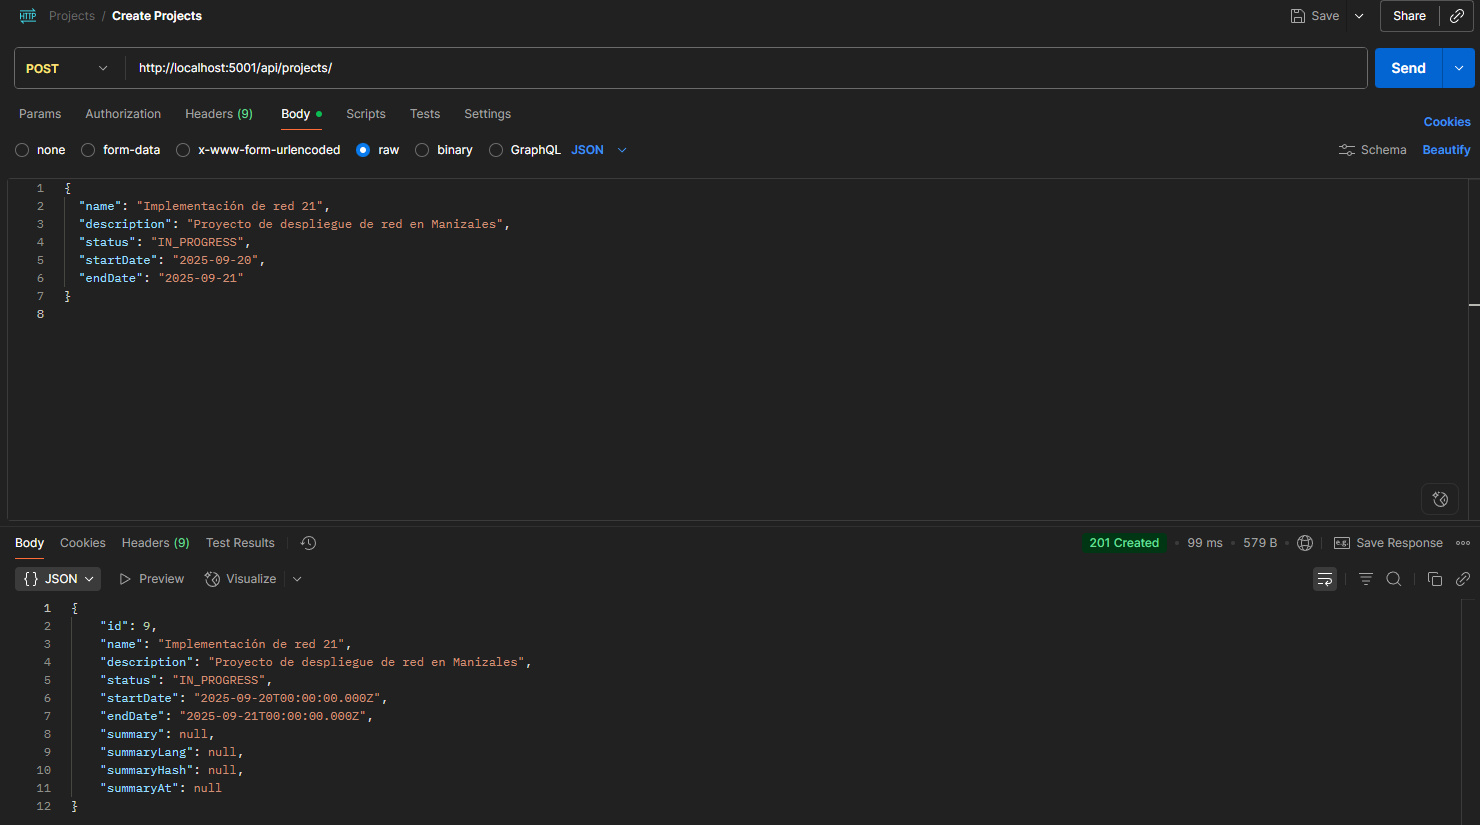 HTTP Projects / Create Projects Save Share
POST http://localhost:5001/api/projects/ Send
Params Authorization Headers (9) Body Scripts Tests Settings Cookies
none form-data x-www-form-urlencoded raw binary GraphQL JSON Schema Beautify
1 {
2 "name": "Implementación de red 21",
3 "description": "Proyecto de despliegue de red en Manizales",
4 "status": "IN_PROGRESS",
5 "startDate": "2025-09-20",
6 "endDate": "2025-09-21"
7 }
8
Body Cookies Headers (9) Test Results 201 Created • 99 ms • 579 B • e.g. Save Response
{} JSON Preview Visualize
1 {
2 "id": 9,
3 "name": "Implementación de red 21",
4 "description": "Proyecto de despliegue de red en Manizales",
5 "status": "IN_PROGRESS",
6 "startDate": "2025-09-20T00:00:00.000Z",
7 "endDate": "2025-09-21T00:00:00.000Z",
8 "summary": null,
9 "summaryLang": null,
10 "summaryHash": null,
11 "summaryAt": null
12 }